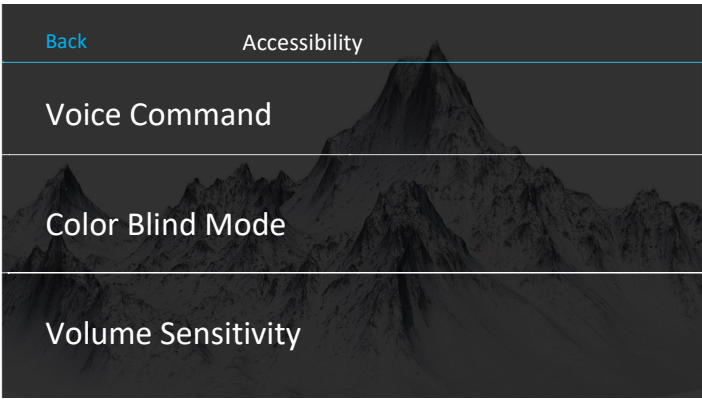 Back
Accessibility
Voice Command
Color Blind Mode
Volume Sensitivity